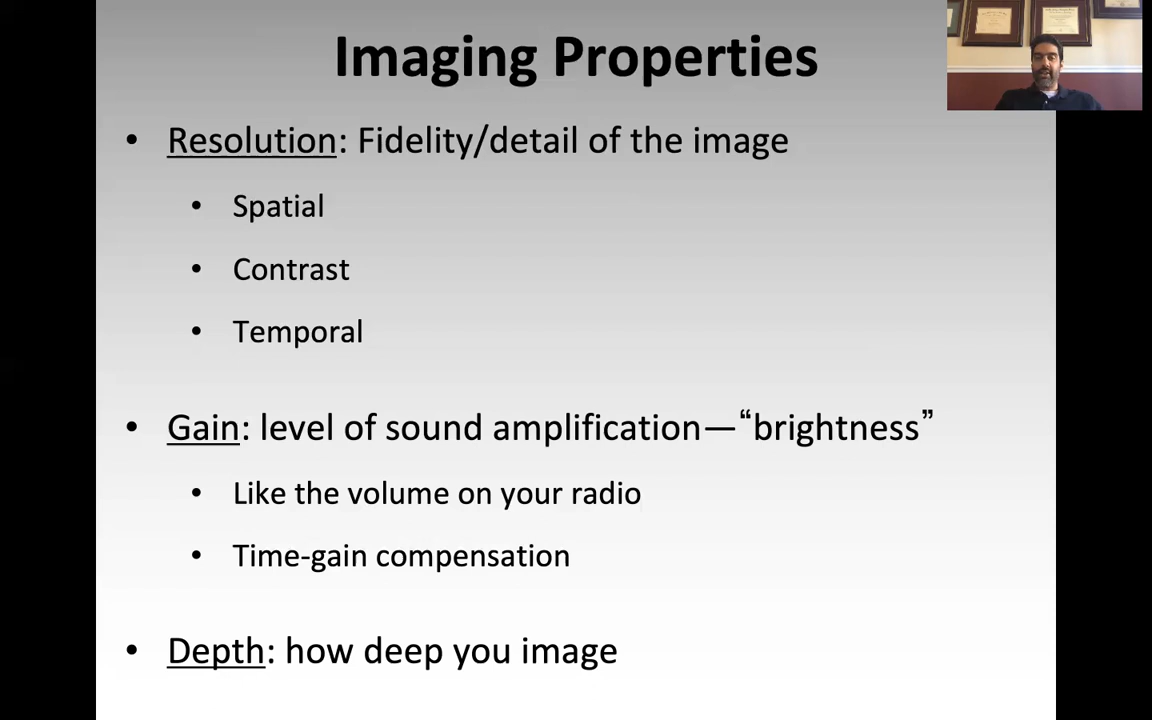 Imaging Properties
• Resolution: Fidelity/detail of the image
• Spatial
• Contrast
• Temporal
• Gain: level of sound amplification—“brightness”
• Like the volume on your radio
• Time-gain compensation
• Depth: how deep you image